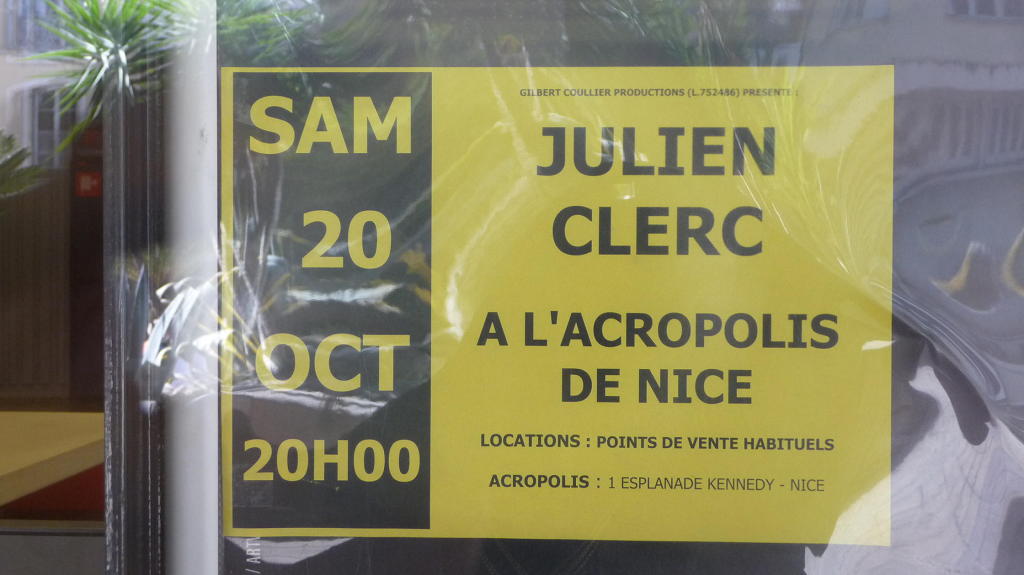 SAM
20
OCT
20H00
GILBERT COULLIER PRODUCTIONS (L.752486) PRESENTE :
JULIEN
CLERC
A L'ACROPOLIS
DE NICE
LOCATIONS : POINTS DE VENTE HABITUELS
ACROPOLIS : 1 ESPLANADE KENNEDY - NICE